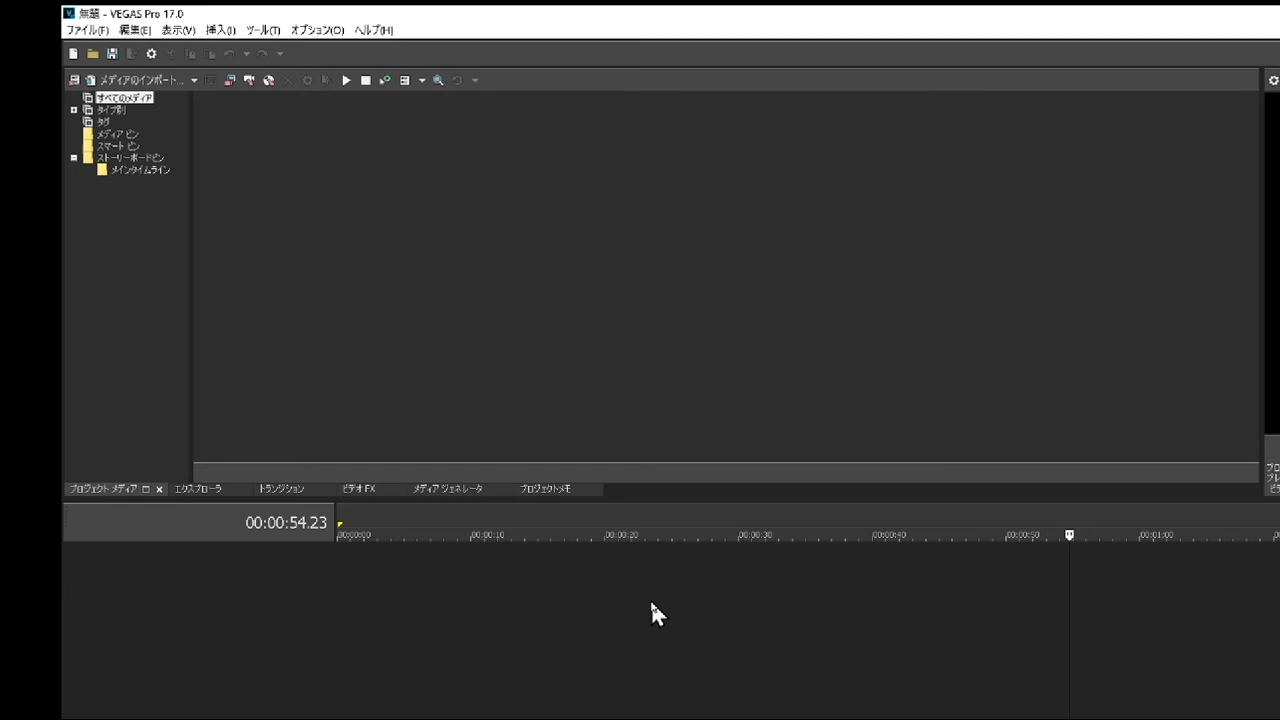 無題 - VEGAS Pro 17.0
ファイル(F) 編集(E) 表示(V) 挿入(I) ツール(T) オプション(O) ヘルプ(H)
メディアのインポート...
すべてのメディア
タイプ別
タグ
メディア ビン
スマート ビン
ストーリーボード ビン
メインタイムライン
プロジェクト メディア エクスプローラ トランジション ビデオ FX メディア ジェネレータ プロジェクトメモ
00:00:54.23
00:00:00 00:00:10 00:00:20 00:00:30 00:00:40 00:00:50 00:01:00